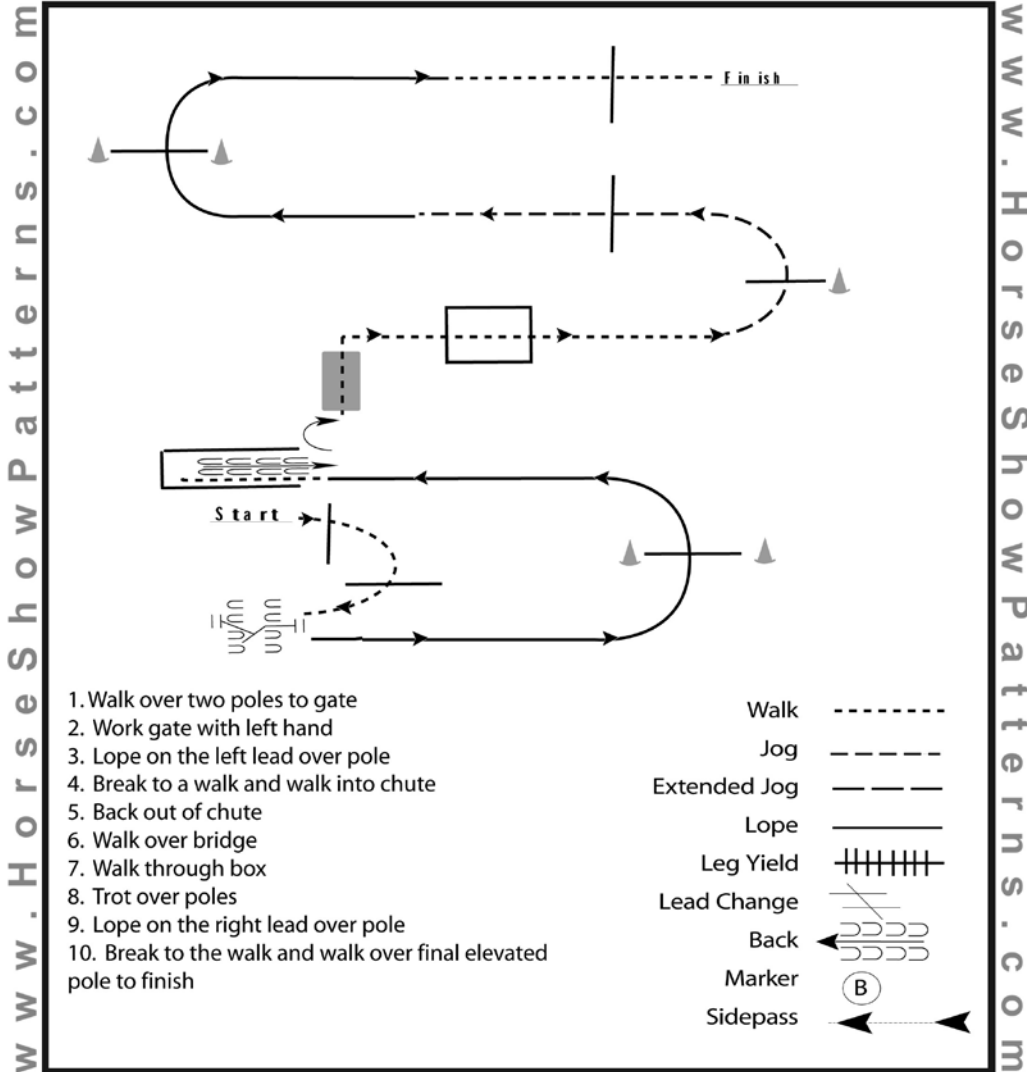 www.HorseShowPatterns.com
www.HorseShowPatterns.com
Finish
Start
1. Walk over two poles to gate
2. Work gate with left hand
3. Lope on the left lead over pole
4. Break to a walk and walk into chute
5. Back out of chute
6. Walk over bridge
7. Walk through box
8. Trot over poles
9. Lope on the right lead over pole
10. Break to the walk and walk over final elevated
pole to finish
Walk
Jog
Extended Jog
Lope
Leg Yield
Lead Change
Back
Marker
B
Sidepass